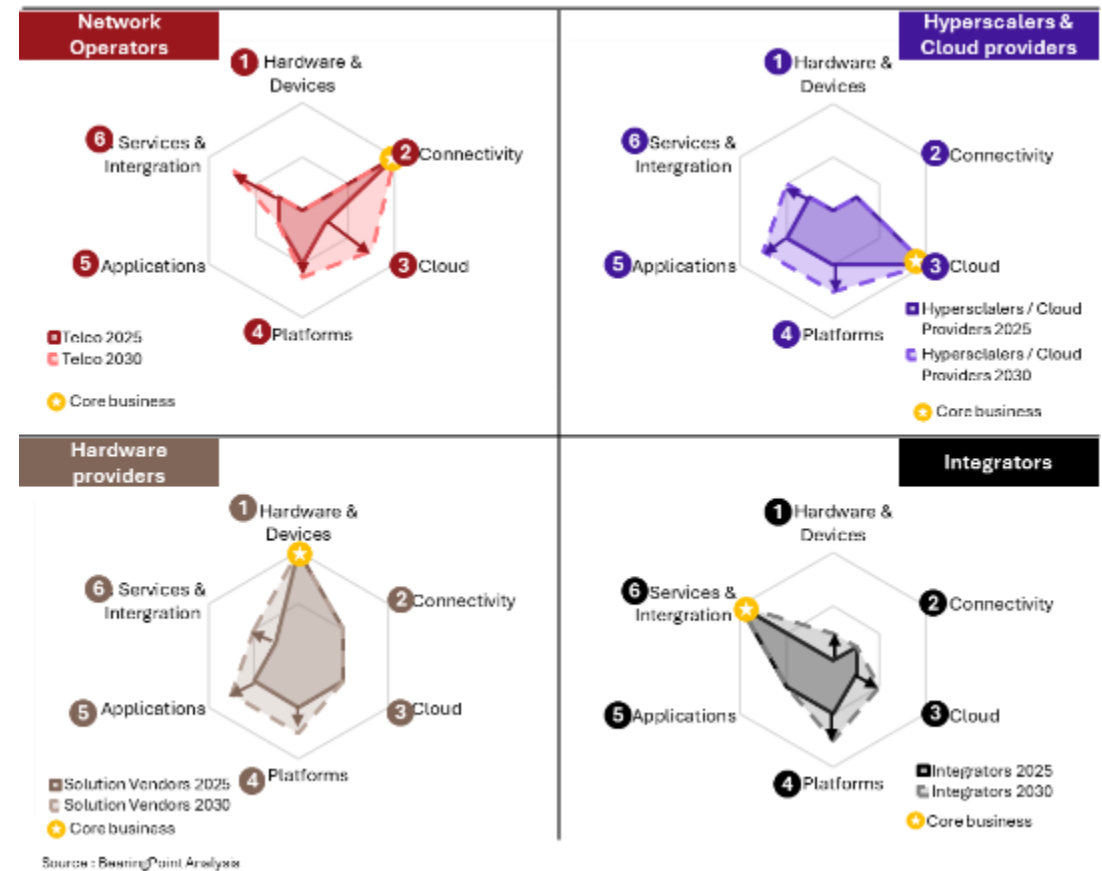 Network
Operators
1 Hardware &
Devices
2 Connectivity
3 Cloud
4 Platforms
5 Applications
6 Services &
Intergration
Telco 2025
Telco 2030
Core business
Hyperscalers &
Cloud providers
1 Hardware &
Devices
2 Connectivity
3 Cloud
4 Platforms
5 Applications
6 Services &
Intergration
Hypersclalers / Cloud
Providers 2025
Hypersclalers / Cloud
Providers 2030
Core business
Hardware
providers
1 Hardware &
Devices
2 Connectivity
3 Cloud
4 Platforms
5 Applications
6 Services &
Intergration
Solution Vendors 2025
Solution Vendors 2030
Core business
Integrators
1 Hardware &
Devices
2 Connectivity
3 Cloud
4 Platforms
5 Applications
6 Services &
Intergration
Integrators 2025
Integrators 2030
Core business
Source : BearingPoint Analysis